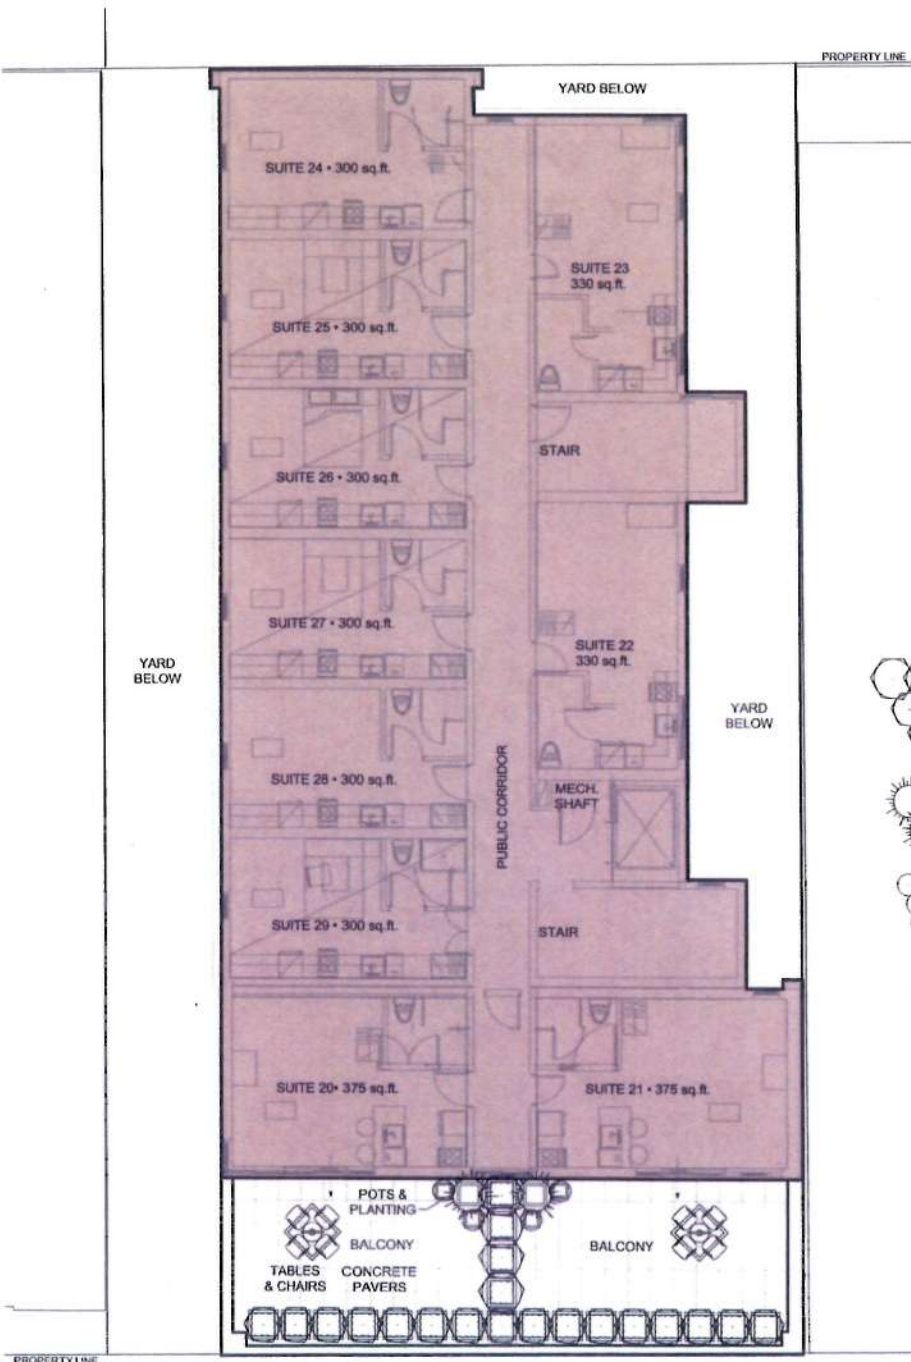 PROPERTY LINE
YARD BELOW
SUITE 24 • 300 sq.ft.
SUITE 23
330 sq.ft.
SUITE 25 • 300 sq.ft.
STAIR
SUITE 26 • 300 sq.ft.
SUITE 27 • 300 sq.ft.
SUITE 22
330 sq.ft.
YARD
BELOW
YARD
BELOW
SUITE 28 • 300 sq.ft.
PUBLIC CORRIDOR
MECH.
SHAFT
SUITE 29 • 300 sq.ft.
STAIR
SUITE 20• 375 sq.ft.
SUITE 21 • 375 sq.ft.
POTS &
PLANTING
BALCONY
BALCONY
TABLES
& CHAIRS
CONCRETE
PAVERS
PROPERTY LINE